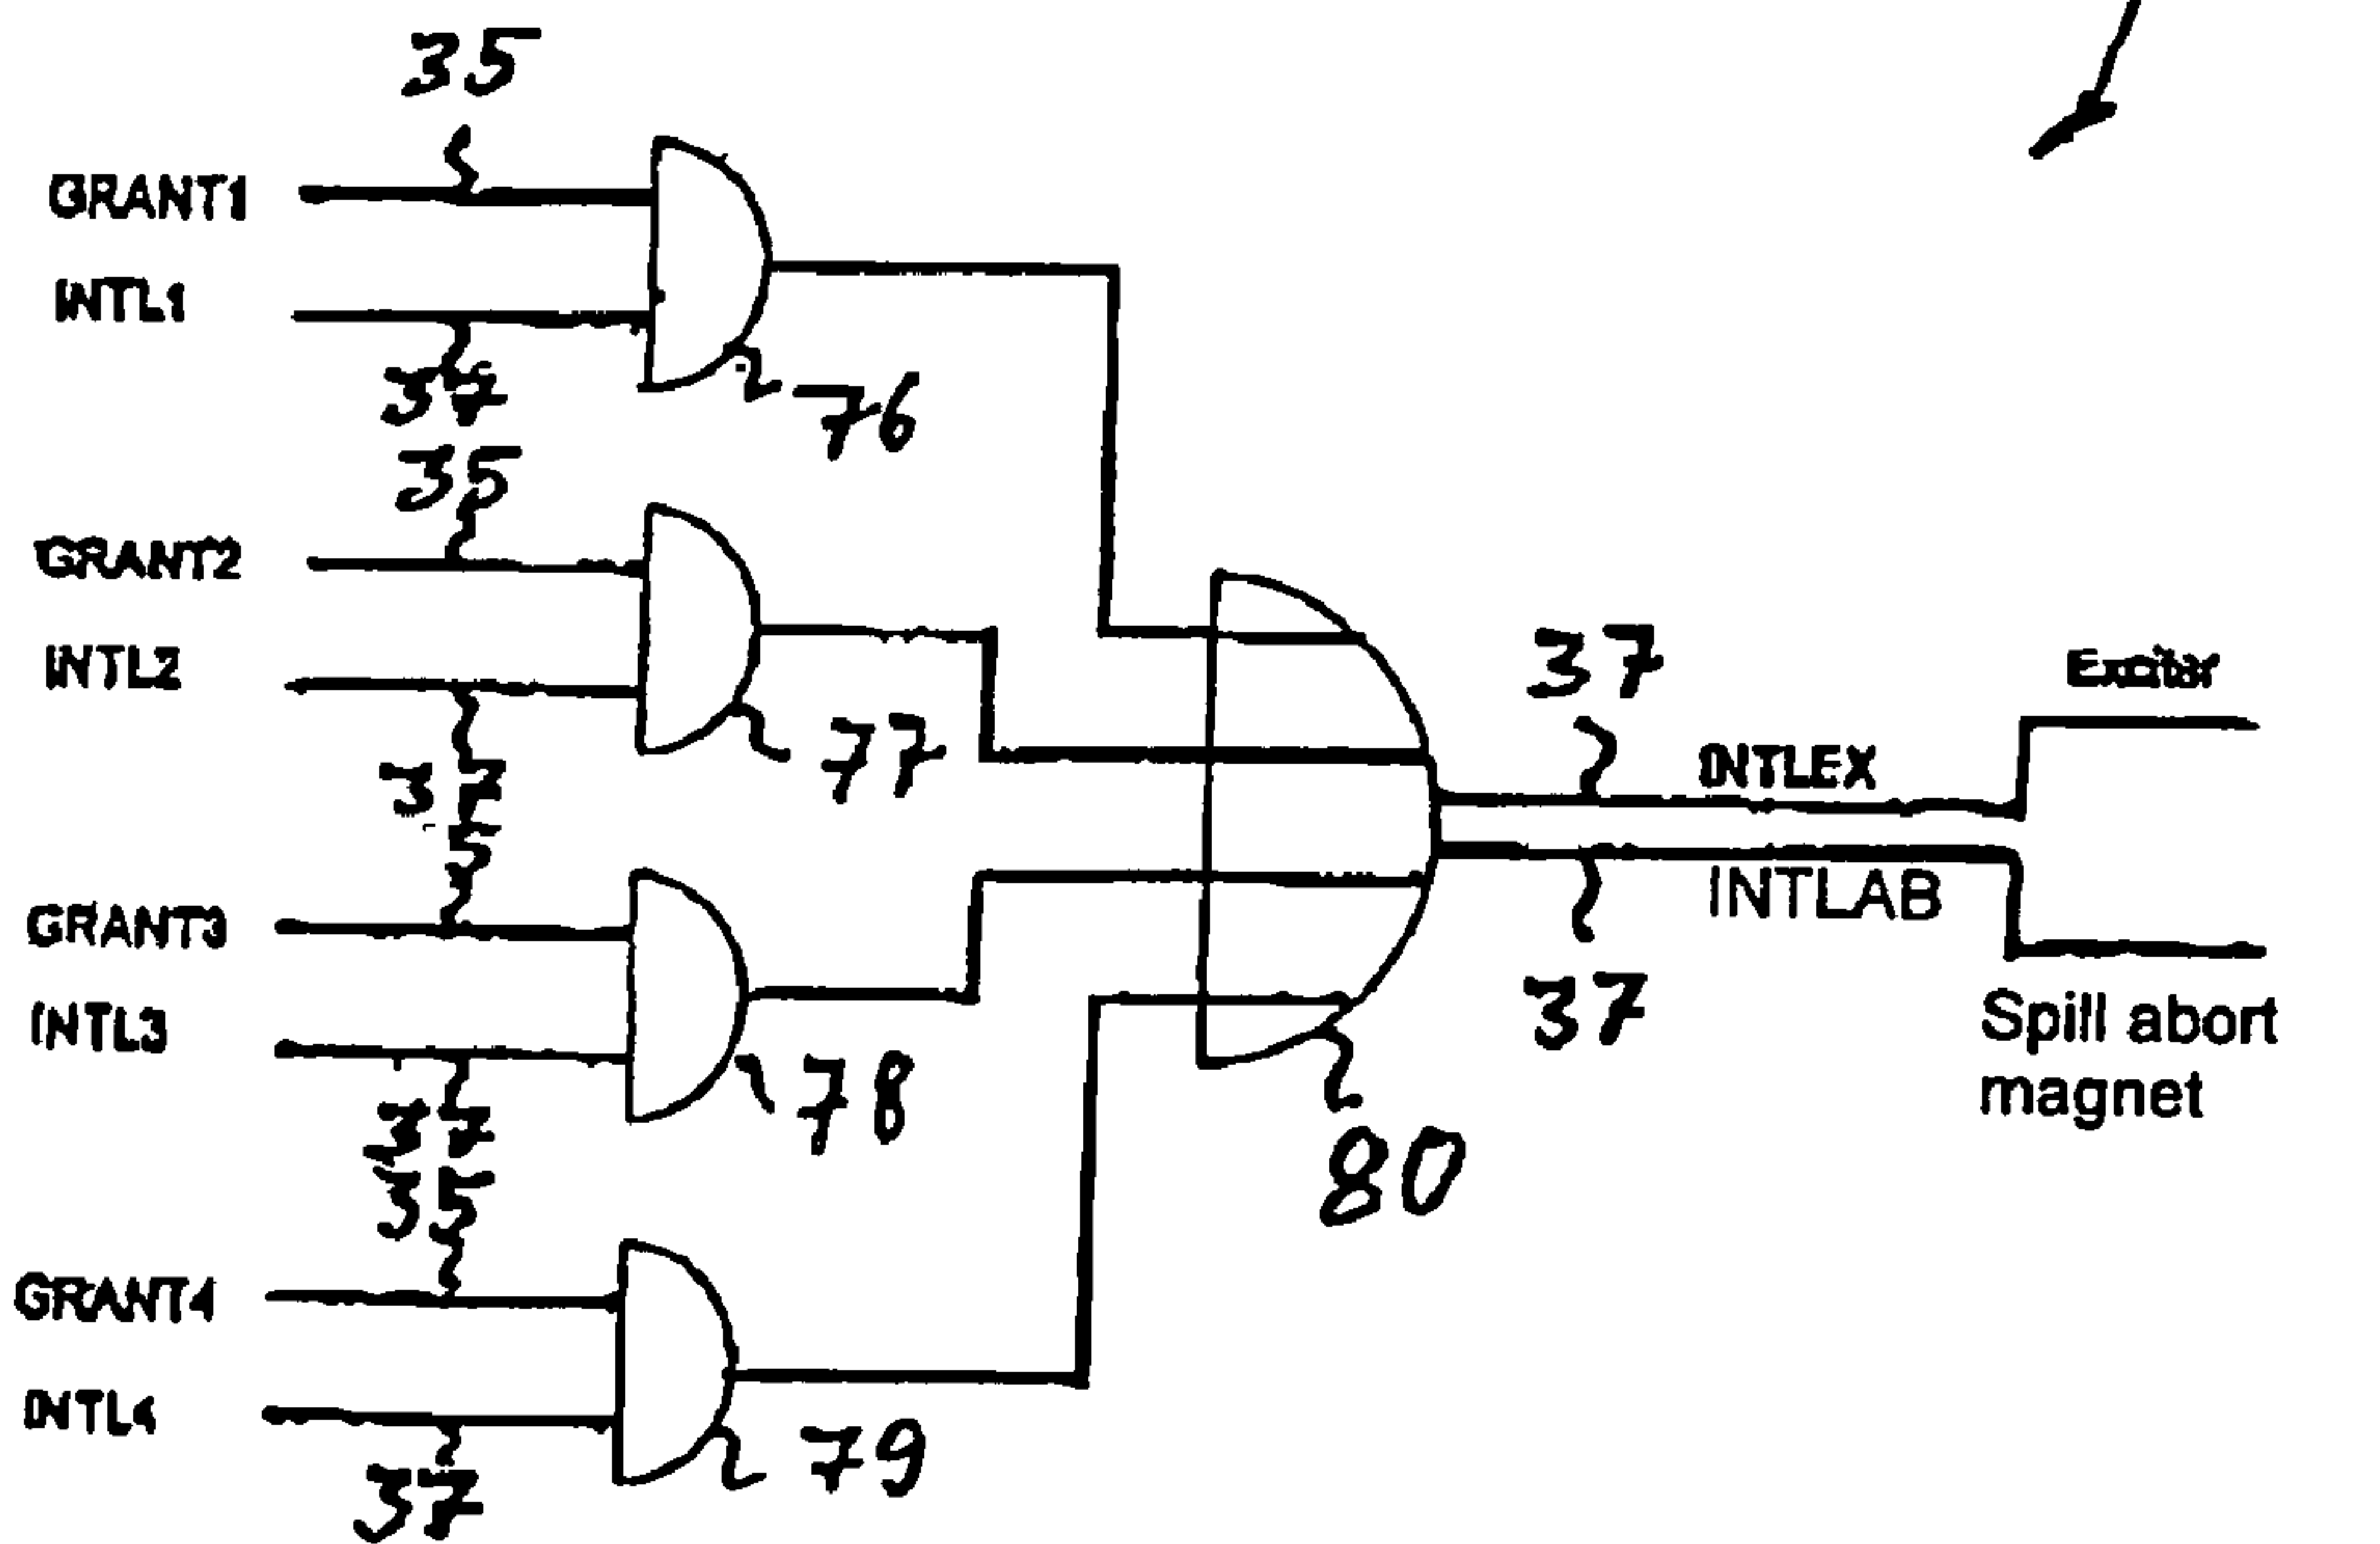 35
GRANT1
INTL1
37
76
35
GRANT2
INTL2
37
77
5
GRANT3
INTL3
37
78
35
GRANT4
INTL4
37
79
80
37
INTLEX
INTLAB
37
Exciter
Spill abort
magnet